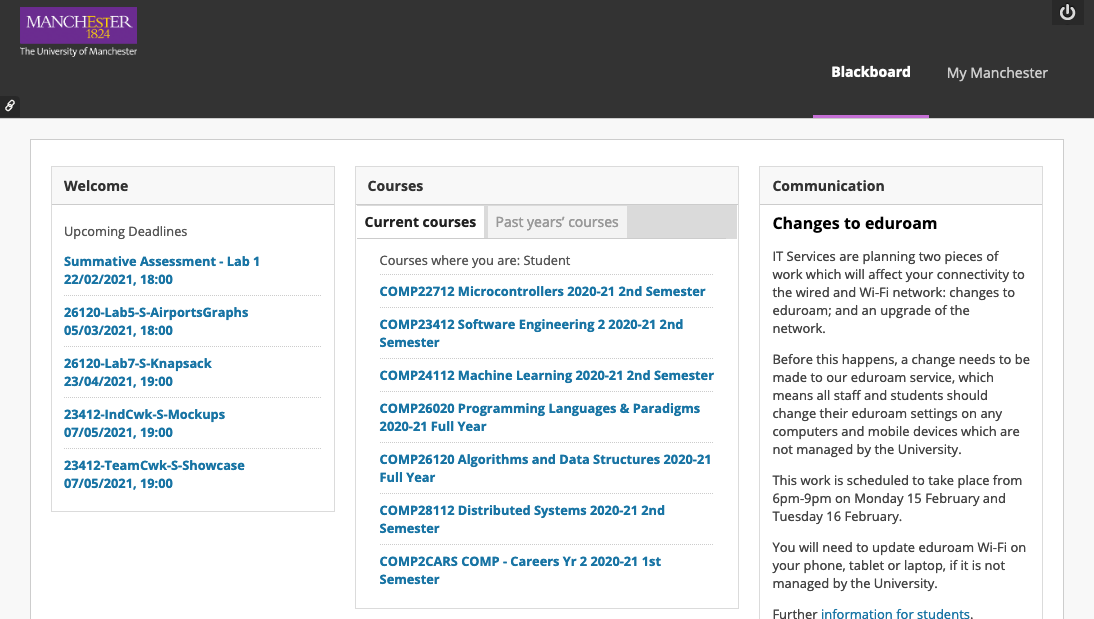 MANCHESTER
1824
The University of Manchester
Blackboard
My Manchester
Welcome
Upcoming Deadlines
Summative Assessment - Lab 1
22/02/2021, 18:00
26120-Lab5-S-AirportsGraphs
05/03/2021, 18:00
26120-Lab7-S-Knapsack
23/04/2021, 19:00
23412-IndCwk-S-Mockups
07/05/2021, 19:00
23412-TeamCwk-S-Showcase
07/05/2021, 19:00
Courses
Current courses
Past years’ courses
Courses where you are: Student
COMP22712 Microcontrollers 2020-21 2nd Semester
COMP23412 Software Engineering 2 2020-21 2nd
Semester
COMP24112 Machine Learning 2020-21 2nd Semester
COMP26020 Programming Languages & Paradigms
2020-21 Full Year
COMP26120 Algorithms and Data Structures 2020-21
Full Year
COMP28112 Distributed Systems 2020-21 2nd
Semester
COMP2CARS COMP - Careers Yr 2 2020-21 1st
Semester
Communication
Changes to eduroam
IT Services are planning two pieces of
work which will affect your connectivity to
the wired and Wi-Fi network: changes to
eduroam; and an upgrade of the
network.
Before this happens, a change needs to be
made to our eduroam service, which
means all staff and students should
change their eduroam settings on any
computers and mobile devices which are
not managed by the University.
This work is scheduled to take place from
6pm-9pm on Monday 15 February and
Tuesday 16 February.
You will need to update eduroam Wi-Fi on
your phone, tablet or laptop, if it is not
managed by the University.
Further information for students.